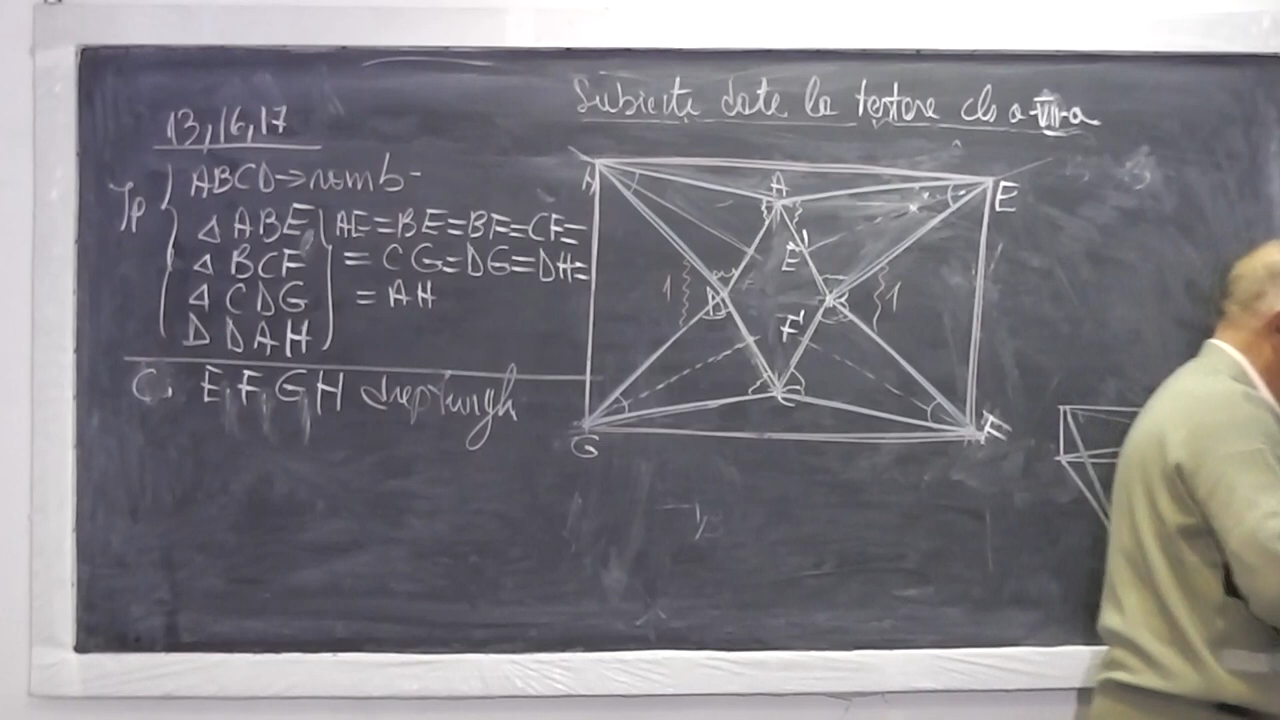 Subiecte date la testare cls a-VII-a
13,16,17
Ip
ABCD→romb
△ ABE AE=BE=BF=CF=
△ BCF = CG=DG=DH=
△ CDG = AH
D DAH
C. E,F,G,H dreptungh
H
A
E
E'
D
B
1
1
F'
C
G
F